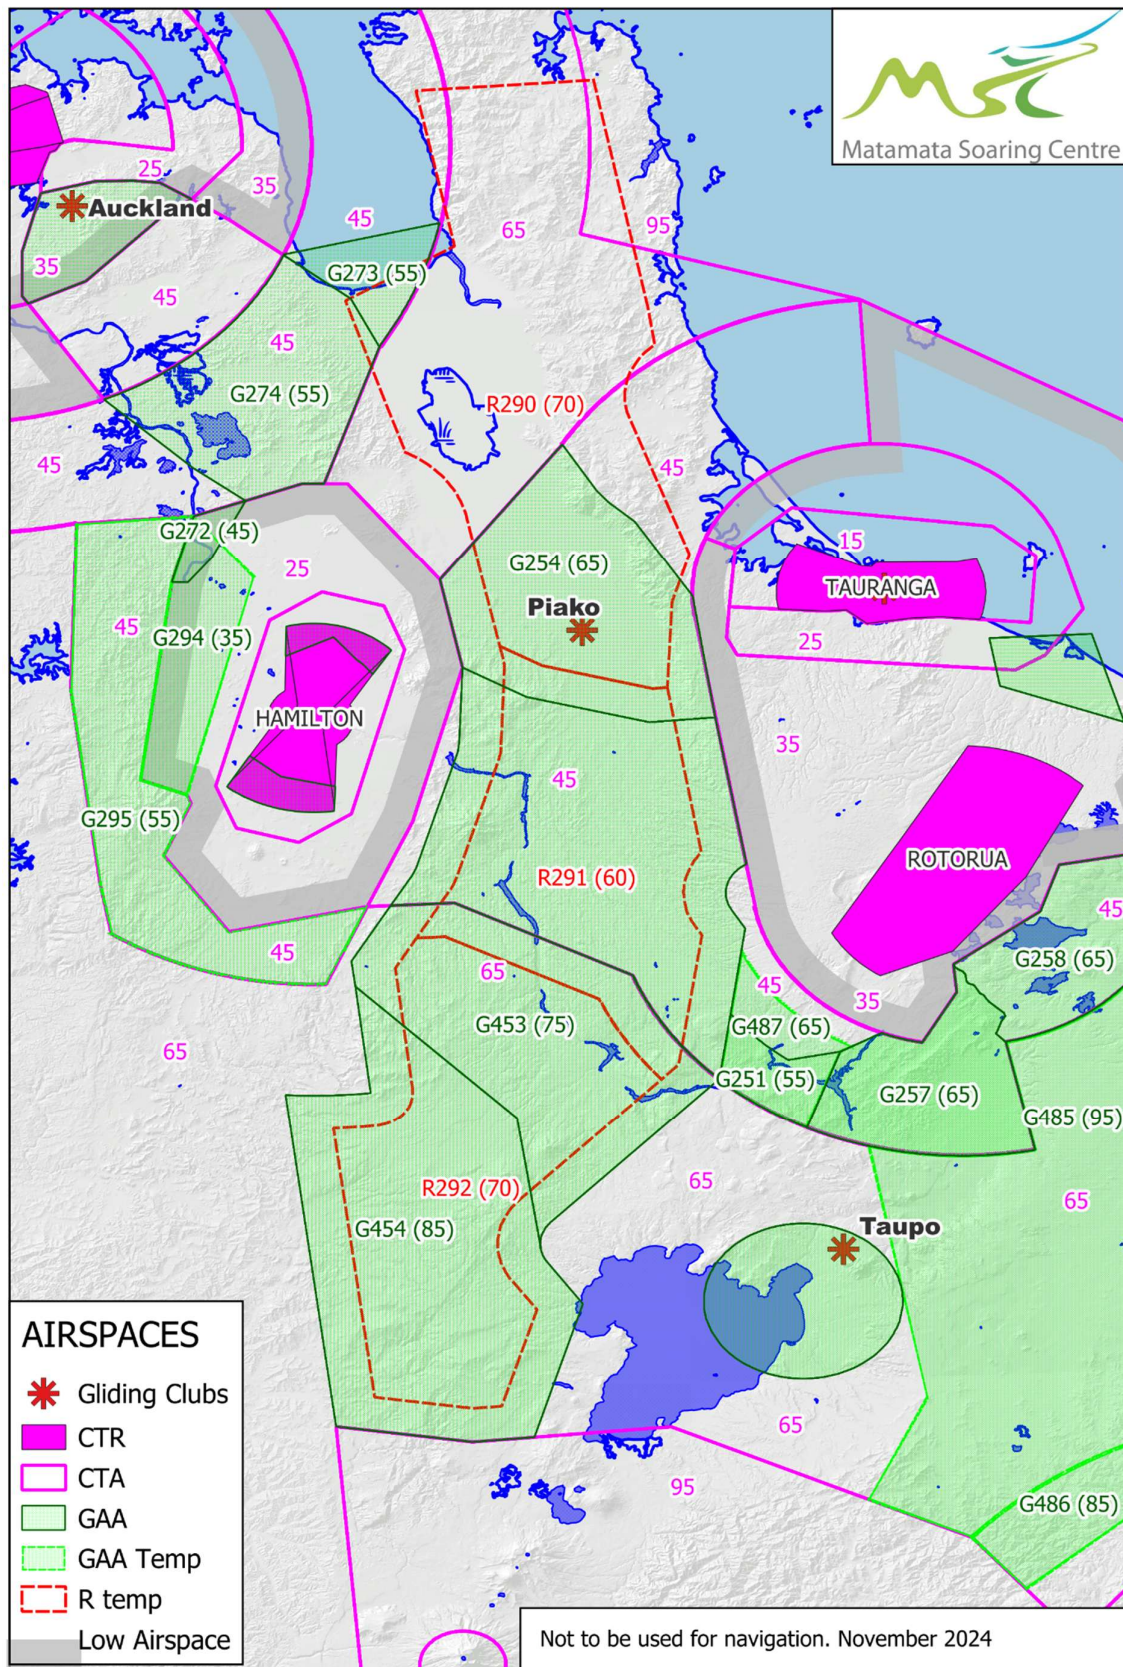 MSC
Matamata Soaring Centre
25
35
Auckland
45
65
95
35
G273 (55)
45
45
G274 (55)
R290 (70)
45
45
G272 (45)
25
G254 (65)
15
TAURANGA
Piako
45
G294 (35)
25
HAMILTON
35
45
G295 (55)
ROTORUA
R291 (60)
45
45
G258 (65)
65
45
35
G453 (75)
G487 (65)
65
G251 (55)
G257 (65)
G485 (95)
R292 (70)
65
65
G454 (85)
Taupo
65
95
G486 (85)
AIRSPACES
Gliding Clubs
CTR
CTA
GAA
GAA Temp
R temp
Low Airspace
Not to be used for navigation. November 2024